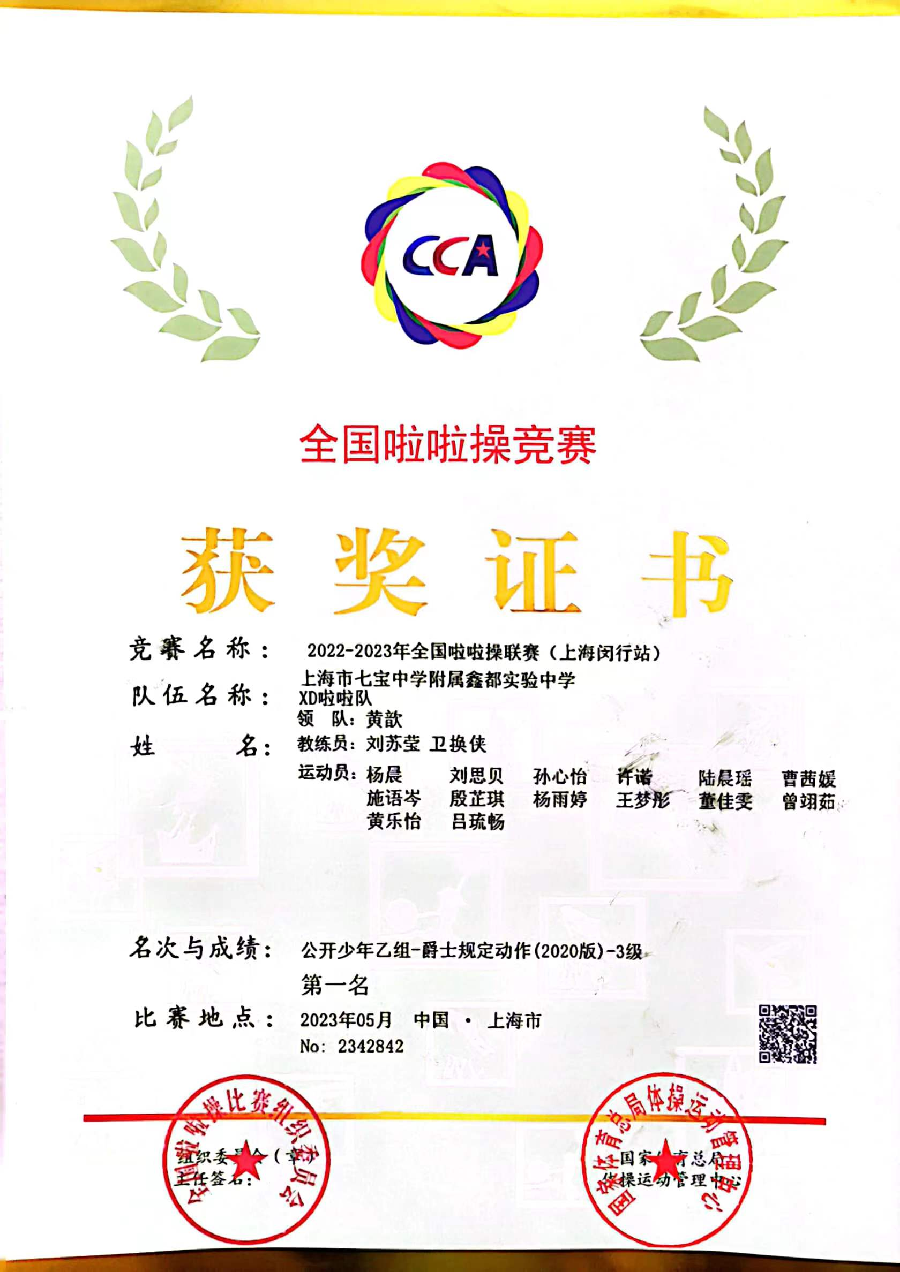 CCA
全国啦啦操竞赛
获奖证书
竞赛名称： 2022-2023年全国啦啦操联赛（上海闵行站）
队伍名称： 上海市七宝中学附属鑫都实验中学
XD啦啦队
领 队：黄歆
姓 名： 教练员：刘苏莹 卫换侠
运动员：杨晨 刘思贝 孙心怡 许诺 陆晨瑶 曹茜媛
施语岑 殷芷琪 杨雨婷 王梦彤 董佳雯 曾翊茹
黄乐怡 吕琉畅
名次与成绩： 公开少年乙组-爵士规定动作(2020版)-3级
第一名
比赛地点： 2023年05月 中国 · 上海市
No: 2342842
全国啦啦操比赛组织委员会
组织委员会（章）
主任签名：
国家体育总局体操运动管理中心
国家体育总局
体操运动管理中心